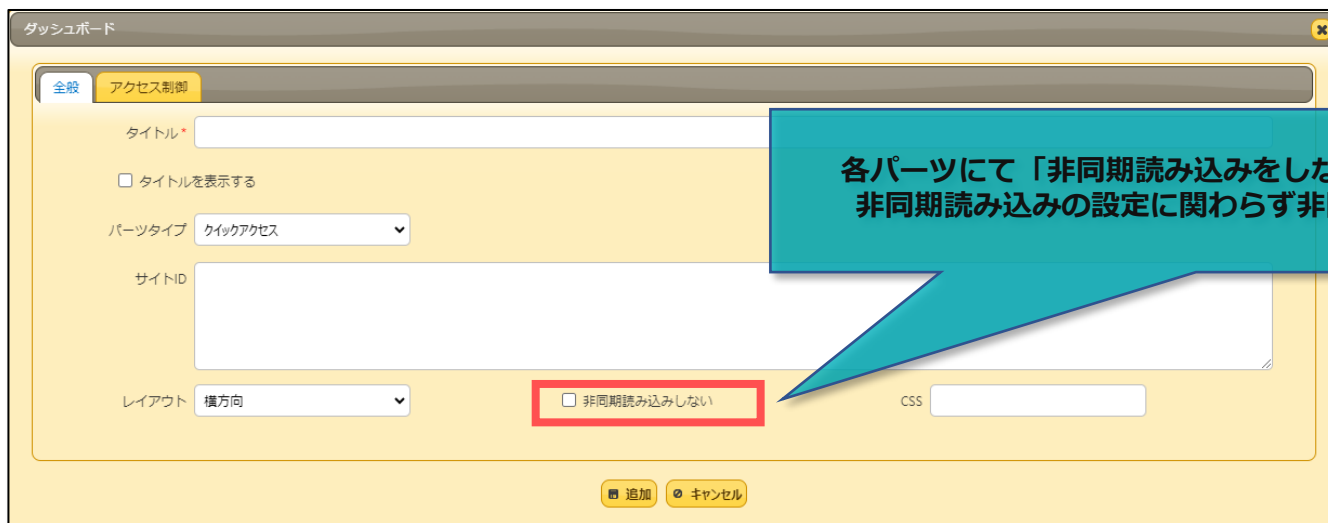 ダッシュボード
全般 アクセス制御
タイトル*
各パーツにて「非同期読み込みをしな
非同期読み込みの設定に関わらず非
タイトルを表示する
パーツタイプ クイックアクセス
サイトID
レイアウト 横方向 非同期読み込みしない CSS
追加 キャンセル